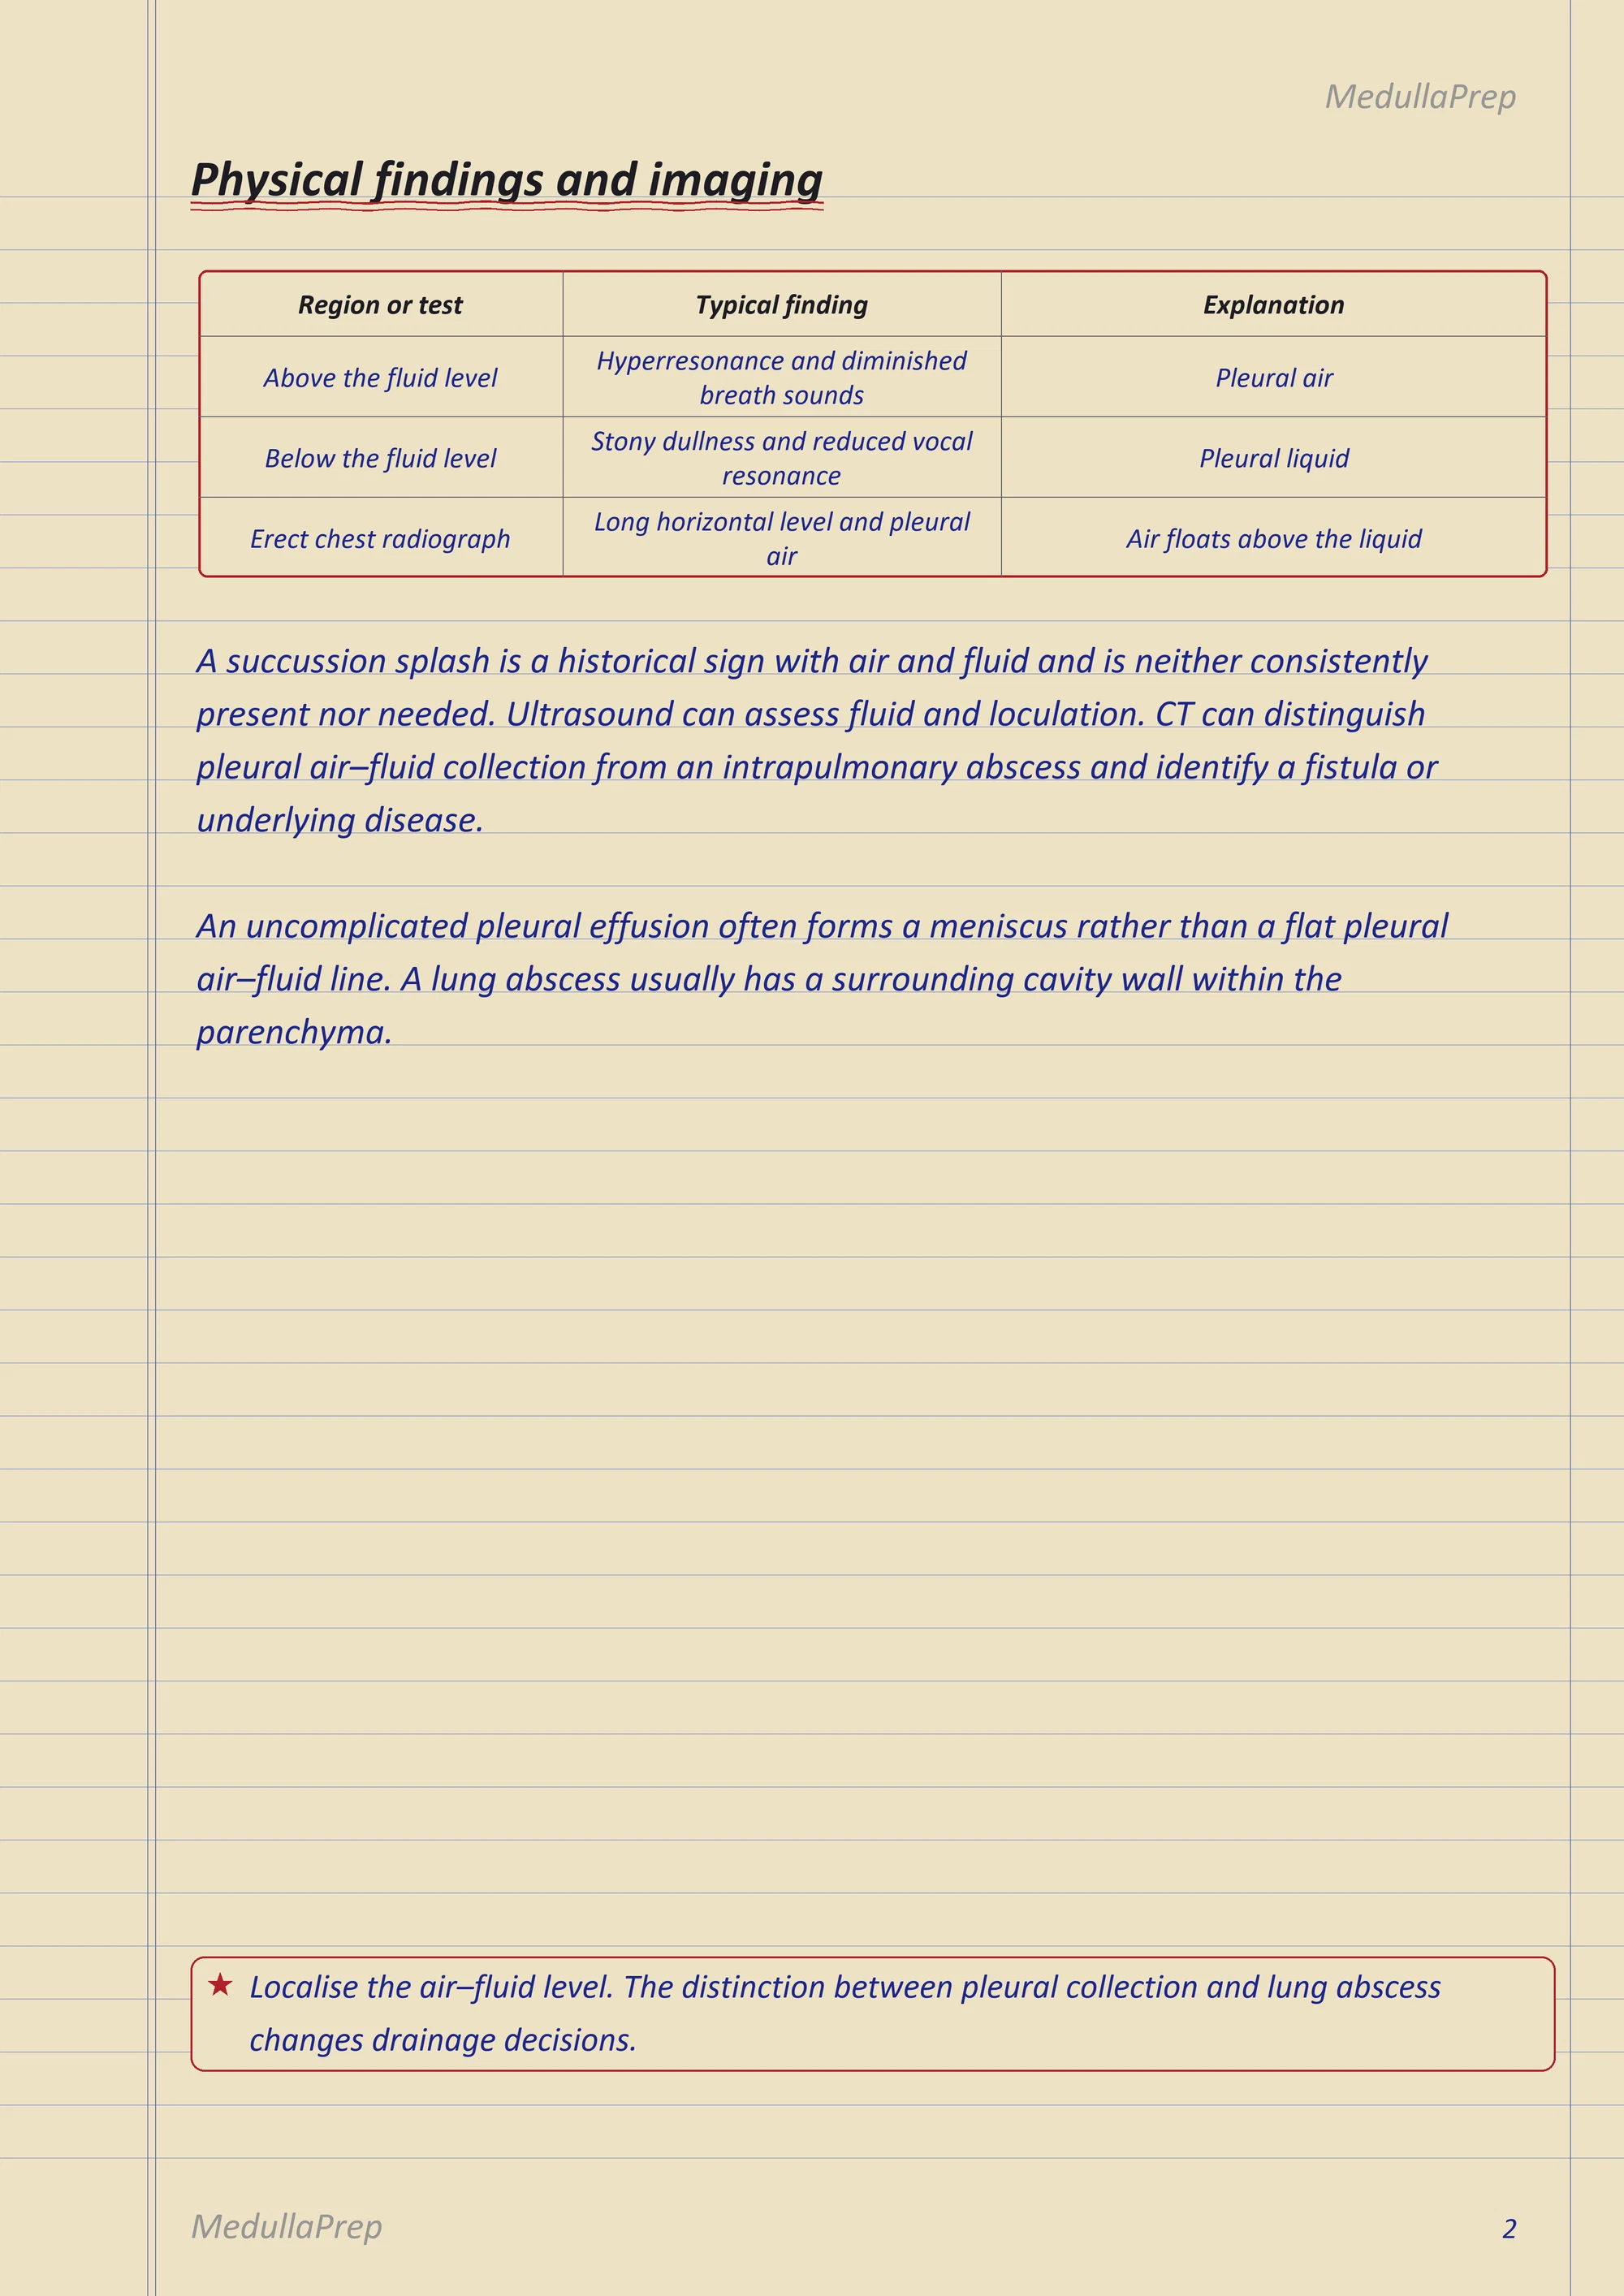 MedullaPrep
Physical findings and imaging
Region or test
Typical finding
Explanation
Above the fluid level
Hyperresonance and diminished
breath sounds
Pleural air
Below the fluid level
Stony dullness and reduced vocal
resonance
Pleural liquid
Erect chest radiograph
Long horizontal level and pleural
air
Air floats above the liquid
A succussion splash is a historical sign with air and fluid and is neither consistently
present nor needed. Ultrasound can assess fluid and loculation. CT can distinguish
pleural air–fluid collection from an intrapulmonary abscess and identify a fistula or
underlying disease.
An uncomplicated pleural effusion often forms a meniscus rather than a flat pleural
air–fluid line. A lung abscess usually has a surrounding cavity wall within the
parenchyma.
★ Localise the air–fluid level. The distinction between pleural collection and lung abscess
changes drainage decisions.
MedullaPrep
2